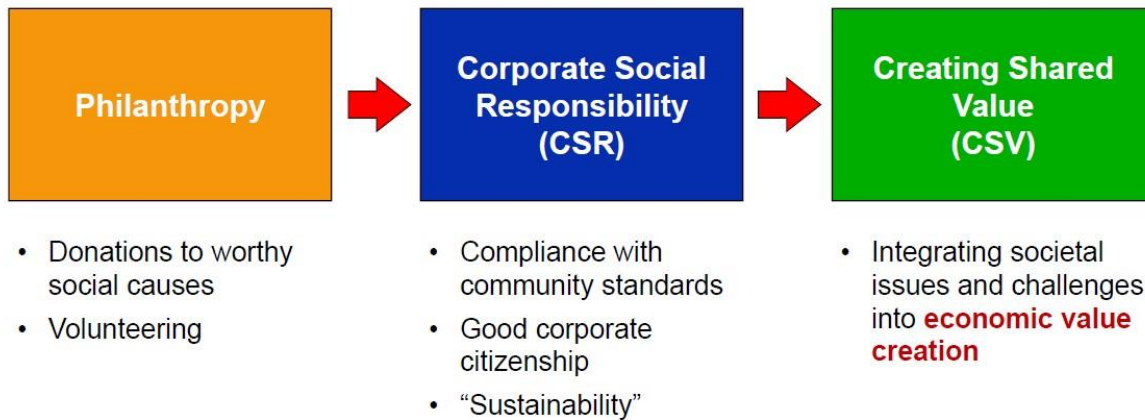 Philanthropy
Corporate Social
Responsibility
(CSR)
Creating Shared
Value
(CSV)
• Donations to worthy
social causes
• Volunteering
• Compliance with
community standards
• Good corporate
citizenship
• “Sustainability”
• Integrating societal
issues and challenges
into economic value
creation